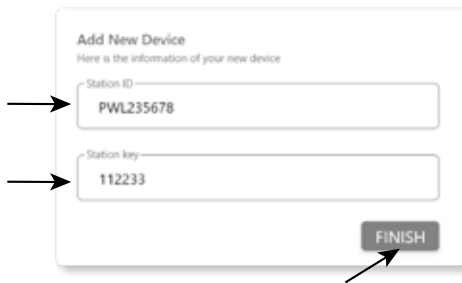 Add New Device
Here is the information of your new device
Station ID
PWL235678
Station key
112233
FINISH